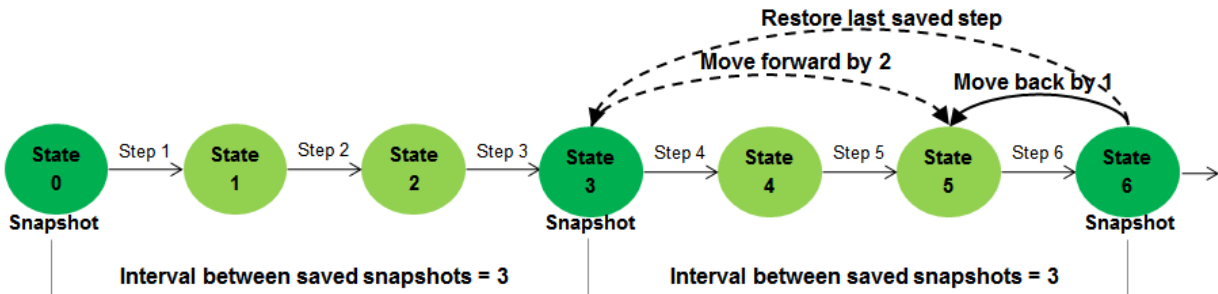 Restore last saved step
Move forward by 2
Move back by 1
State 0
Step 1
State 1
Step 2
State 2
Step 3
State 3
Step 4
State 4
Step 5
State 5
Step 6
State 6
Snapshot
Snapshot
Snapshot
Interval between saved snapshots = 3
Interval between saved snapshots = 3